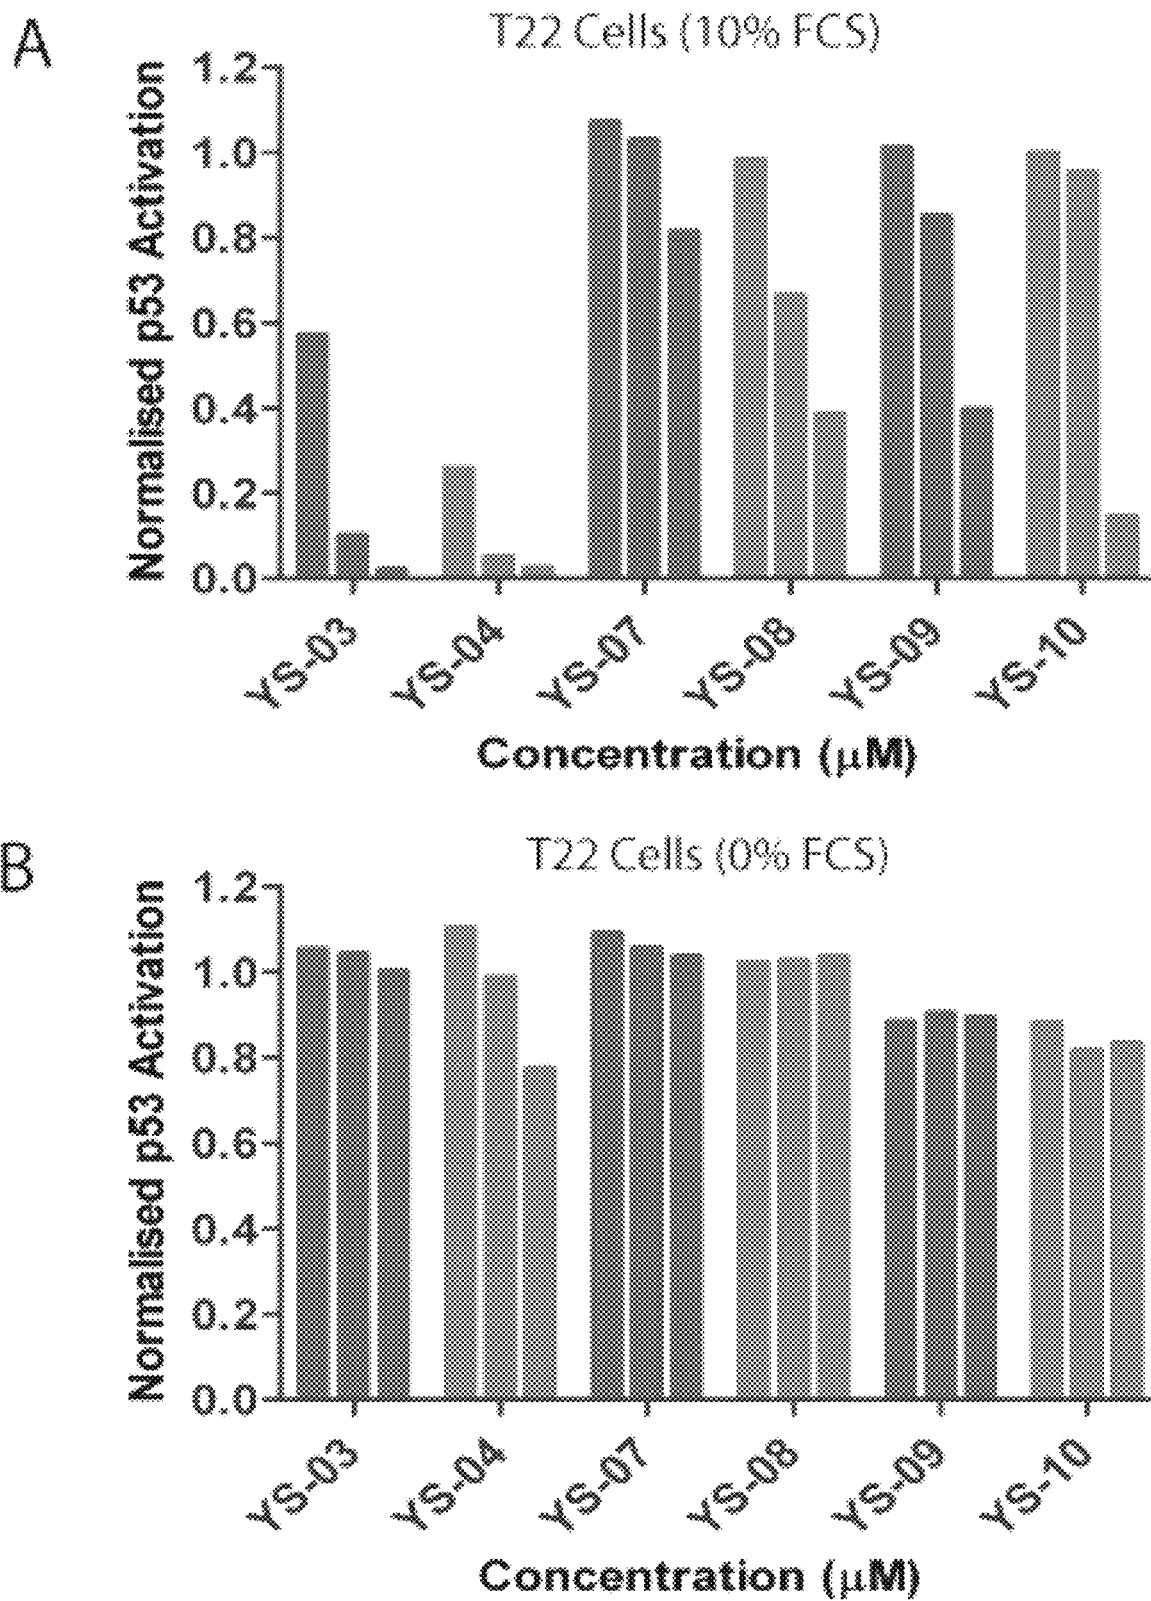 A
T22 Cells (10% FCS)
Normalised p53 Activation
1.2
1.0
0.8
0.6
0.4
0.2
0.0
YS-03
YS-04
YS-07
YS-08
YS-09
YS-10
Concentration (μM)
B
T22 Cells (0% FCS)
Normalised p53 Activation
1.2
1.0
0.8
0.6
0.4
0.2
0.0
YS-03
YS-04
YS-07
YS-08
YS-09
YS-10
Concentration (μM)